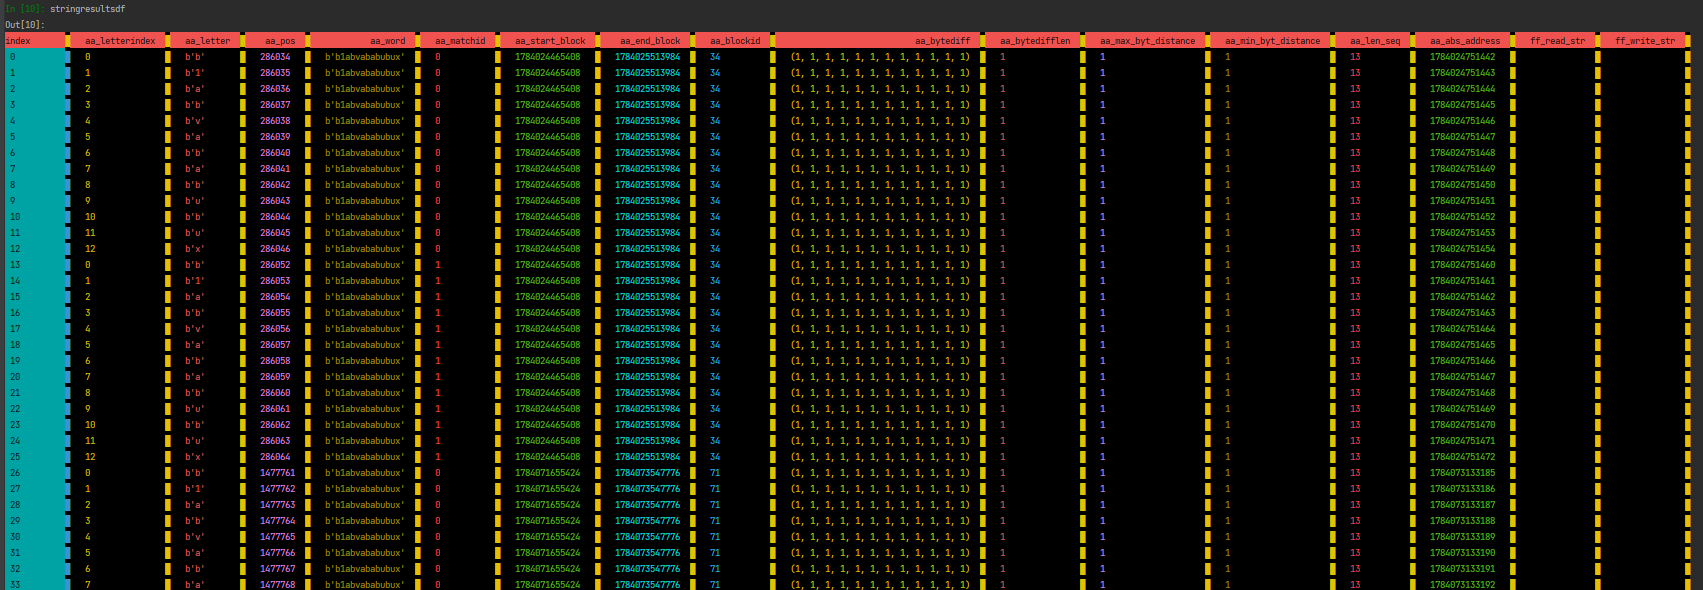 In [10]: stringresultsdf
Out[10]:
index aa_letterindex aa_letter aa_pos aa_word aa_matchid aa_start_block aa_end_block aa_blockid aa_bytediff aa_bytedifflen aa_max_byt_distance aa_min_byt_distance aa_len_seq aa_abs_address ff_read_str ff_write_str
0 0 b'b' 286034 b'b1abvababubux' 0 1784024465408 1784025513984 34 (1, 1, 1, 1, 1, 1, 1, 1, 1, 1, 1, 1) 1 1 1 13 1784024751442
1 1 b'1' 286035 b'b1abvababubux' 0 1784024465408 1784025513984 34 (1, 1, 1, 1, 1, 1, 1, 1, 1, 1, 1, 1) 1 1 1 13 1784024751443
2 2 b'a' 286036 b'b1abvababubux' 0 1784024465408 1784025513984 34 (1, 1, 1, 1, 1, 1, 1, 1, 1, 1, 1, 1) 1 1 1 13 1784024751444
3 3 b'b' 286037 b'b1abvababubux' 0 1784024465408 1784025513984 34 (1, 1, 1, 1, 1, 1, 1, 1, 1, 1, 1, 1) 1 1 1 13 1784024751445
4 4 b'v' 286038 b'b1abvababubux' 0 1784024465408 1784025513984 34 (1, 1, 1, 1, 1, 1, 1, 1, 1, 1, 1, 1) 1 1 1 13 1784024751446
5 5 b'a' 286039 b'b1abvababubux' 0 1784024465408 1784025513984 34 (1, 1, 1, 1, 1, 1, 1, 1, 1, 1, 1, 1) 1 1 1 13 1784024751447
6 6 b'b' 286040 b'b1abvababubux' 0 1784024465408 1784025513984 34 (1, 1, 1, 1, 1, 1, 1, 1, 1, 1, 1, 1) 1 1 1 13 1784024751448
7 7 b'a' 286041 b'b1abvababubux' 0 1784024465408 1784025513984 34 (1, 1, 1, 1, 1, 1, 1, 1, 1, 1, 1, 1) 1 1 1 13 1784024751449
8 8 b'b' 286042 b'b1abvababubux' 0 1784024465408 1784025513984 34 (1, 1, 1, 1, 1, 1, 1, 1, 1, 1, 1, 1) 1 1 1 13 1784024751450
9 9 b'u' 286043 b'b1abvababubux' 0 1784024465408 1784025513984 34 (1, 1, 1, 1, 1, 1, 1, 1, 1, 1, 1, 1) 1 1 1 13 1784024751451
10 10 b'b' 286044 b'b1abvababubux' 0 1784024465408 1784025513984 34 (1, 1, 1, 1, 1, 1, 1, 1, 1, 1, 1, 1) 1 1 1 13 1784024751452
11 11 b'u' 286045 b'b1abvababubux' 0 1784024465408 1784025513984 34 (1, 1, 1, 1, 1, 1, 1, 1, 1, 1, 1, 1) 1 1 1 13 1784024751453
12 12 b'x' 286046 b'b1abvababubux' 0 1784024465408 1784025513984 34 (1, 1, 1, 1, 1, 1, 1, 1, 1, 1, 1, 1) 1 1 1 13 1784024751454
13 0 b'b' 286052 b'b1abvababubux' 1 1784024465408 1784025513984 34 (1, 1, 1, 1, 1, 1, 1, 1, 1, 1, 1, 1) 1 1 1 13 1784024751460
14 1 b'1' 286053 b'b1abvababubux' 1 1784024465408 1784025513984 34 (1, 1, 1, 1, 1, 1, 1, 1, 1, 1, 1, 1) 1 1 1 13 1784024751461
15 2 b'a' 286054 b'b1abvababubux' 1 1784024465408 1784025513984 34 (1, 1, 1, 1, 1, 1, 1, 1, 1, 1, 1, 1) 1 1 1 13 1784024751462
16 3 b'b' 286055 b'b1abvababubux' 1 1784024465408 1784025513984 34 (1, 1, 1, 1, 1, 1, 1, 1, 1, 1, 1, 1) 1 1 1 13 1784024751463
17 4 b'v' 286056 b'b1abvababubux' 1 1784024465408 1784025513984 34 (1, 1, 1, 1, 1, 1, 1, 1, 1, 1, 1, 1) 1 1 1 13 1784024751464
18 5 b'a' 286057 b'b1abvababubux' 1 1784024465408 1784025513984 34 (1, 1, 1, 1, 1, 1, 1, 1, 1, 1, 1, 1) 1 1 1 13 1784024751465
19 6 b'b' 286058 b'b1abvababubux' 1 1784024465408 1784025513984 34 (1, 1, 1, 1, 1, 1, 1, 1, 1, 1, 1, 1) 1 1 1 13 1784024751466
20 7 b'a' 286059 b'b1abvababubux' 1 1784024465408 1784025513984 34 (1, 1, 1, 1, 1, 1, 1, 1, 1, 1, 1, 1) 1 1 1 13 1784024751467
21 8 b'b' 286060 b'b1abvababubux' 1 1784024465408 1784025513984 34 (1, 1, 1, 1, 1, 1, 1, 1, 1, 1, 1, 1) 1 1 1 13 1784024751468
22 9 b'u' 286061 b'b1abvababubux' 1 1784024465408 1784025513984 34 (1, 1, 1, 1, 1, 1, 1, 1, 1, 1, 1, 1) 1 1 1 13 1784024751469
23 10 b'b' 286062 b'b1abvababubux' 1 1784024465408 1784025513984 34 (1, 1, 1, 1, 1, 1, 1, 1, 1, 1, 1, 1) 1 1 1 13 1784024751470
24 11 b'u' 286063 b'b1abvababubux' 1 1784024465408 1784025513984 34 (1, 1, 1, 1, 1, 1, 1, 1, 1, 1, 1, 1) 1 1 1 13 1784024751471
25 12 b'x' 286064 b'b1abvababubux' 1 1784024465408 1784025513984 34 (1, 1, 1, 1, 1, 1, 1, 1, 1, 1, 1, 1) 1 1 1 13 1784024751472
26 0 b'b' 1477761 b'b1abvababubux' 0 1784071655424 1784073547776 71 (1, 1, 1, 1, 1, 1, 1, 1, 1, 1, 1, 1) 1 1 1 13 1784073133185
27 1 b'1' 1477762 b'b1abvababubux' 0 1784071655424 1784073547776 71 (1, 1, 1, 1, 1, 1, 1, 1, 1, 1, 1, 1) 1 1 1 13 1784073133186
28 2 b'a' 1477763 b'b1abvababubux' 0 1784071655424 1784073547776 71 (1, 1, 1, 1, 1, 1, 1, 1, 1, 1, 1, 1) 1 1 1 13 1784073133187
29 3 b'b' 1477764 b'b1abvababubux' 0 1784071655424 1784073547776 71 (1, 1, 1, 1, 1, 1, 1, 1, 1, 1, 1, 1) 1 1 1 13 1784073133188
30 4 b'v' 1477765 b'b1abvababubux' 0 1784071655424 1784073547776 71 (1, 1, 1, 1, 1, 1, 1, 1, 1, 1, 1, 1) 1 1 1 13 1784073133189
31 5 b'a' 1477766 b'b1abvababubux' 0 1784071655424 1784073547776 71 (1, 1, 1, 1, 1, 1, 1, 1, 1, 1, 1, 1) 1 1 1 13 1784073133190
32 6 b'b' 1477767 b'b1abvababubux' 0 1784071655424 1784073547776 71 (1, 1, 1, 1, 1, 1, 1, 1, 1, 1, 1, 1) 1 1 1 13 1784073133191
33 7 b'a' 1477768 b'b1abvababubux' 0 1784071655424 1784073547776 71 (1, 1, 1, 1, 1, 1, 1, 1, 1, 1, 1, 1) 1 1 1 13 1784073133192